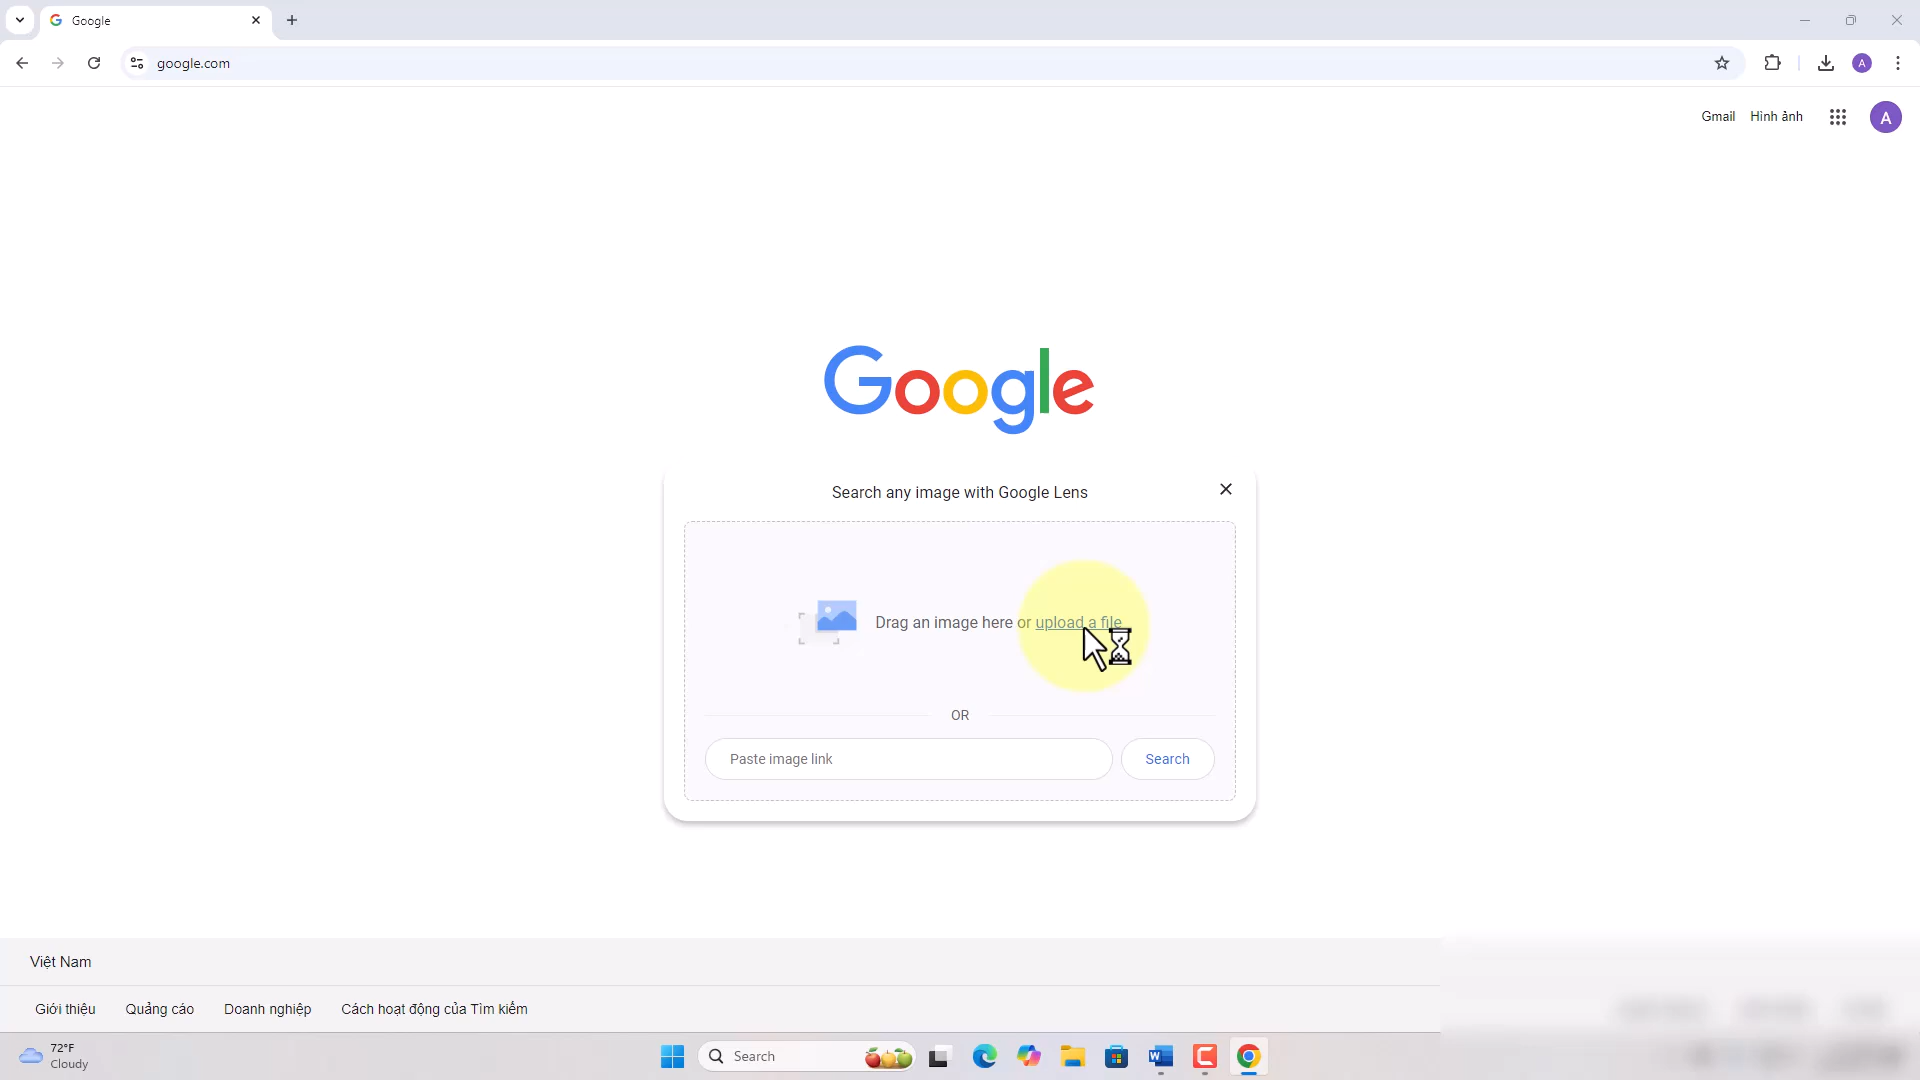 Google
google.com
A
Gmail Hình ảnh
A
Google
Search any image with Google Lens
Drag an image here or upload a file
OR
Paste image link
Search
Việt Nam
Giới thiệu Quảng cáo Doanh nghiệp Cách hoạt động của Tìm kiếm
72°F
Cloudy
Search
W